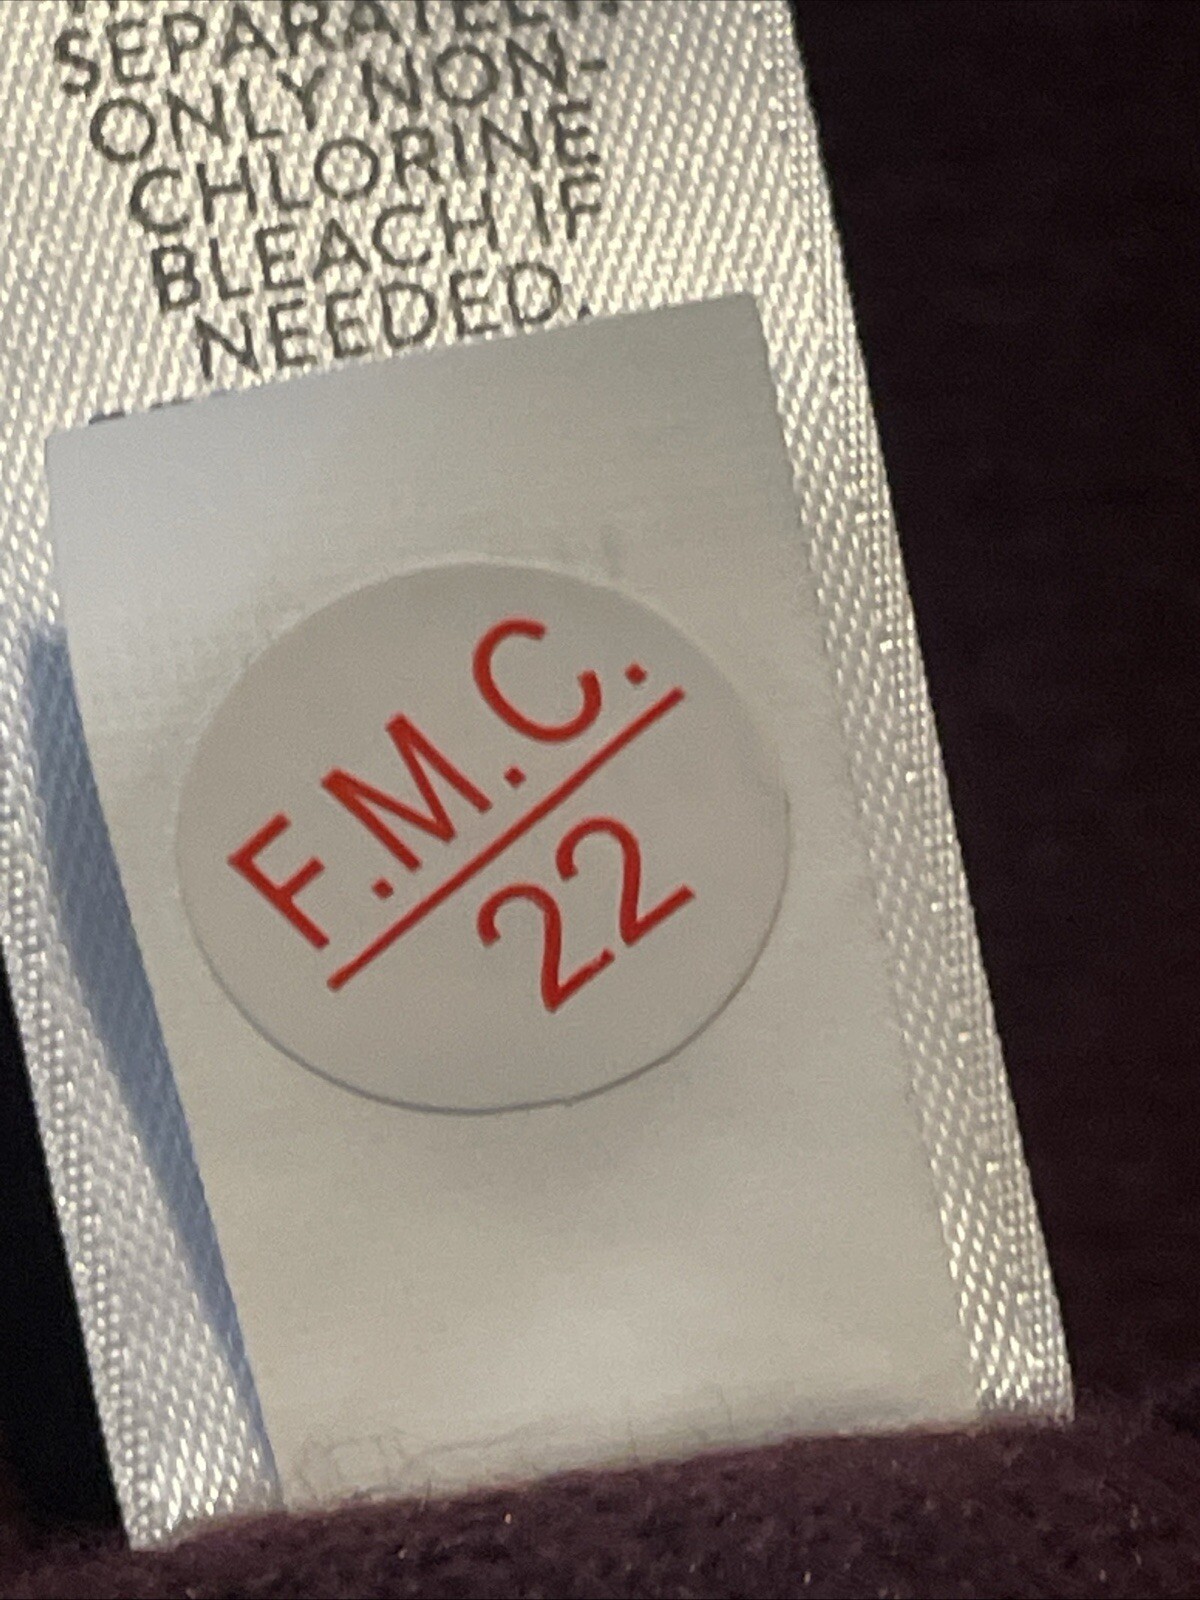 SEPARATELY.
ONLY NON-
CHLORINE
BLEACH IF
NEEDED.
F.M.C.
22